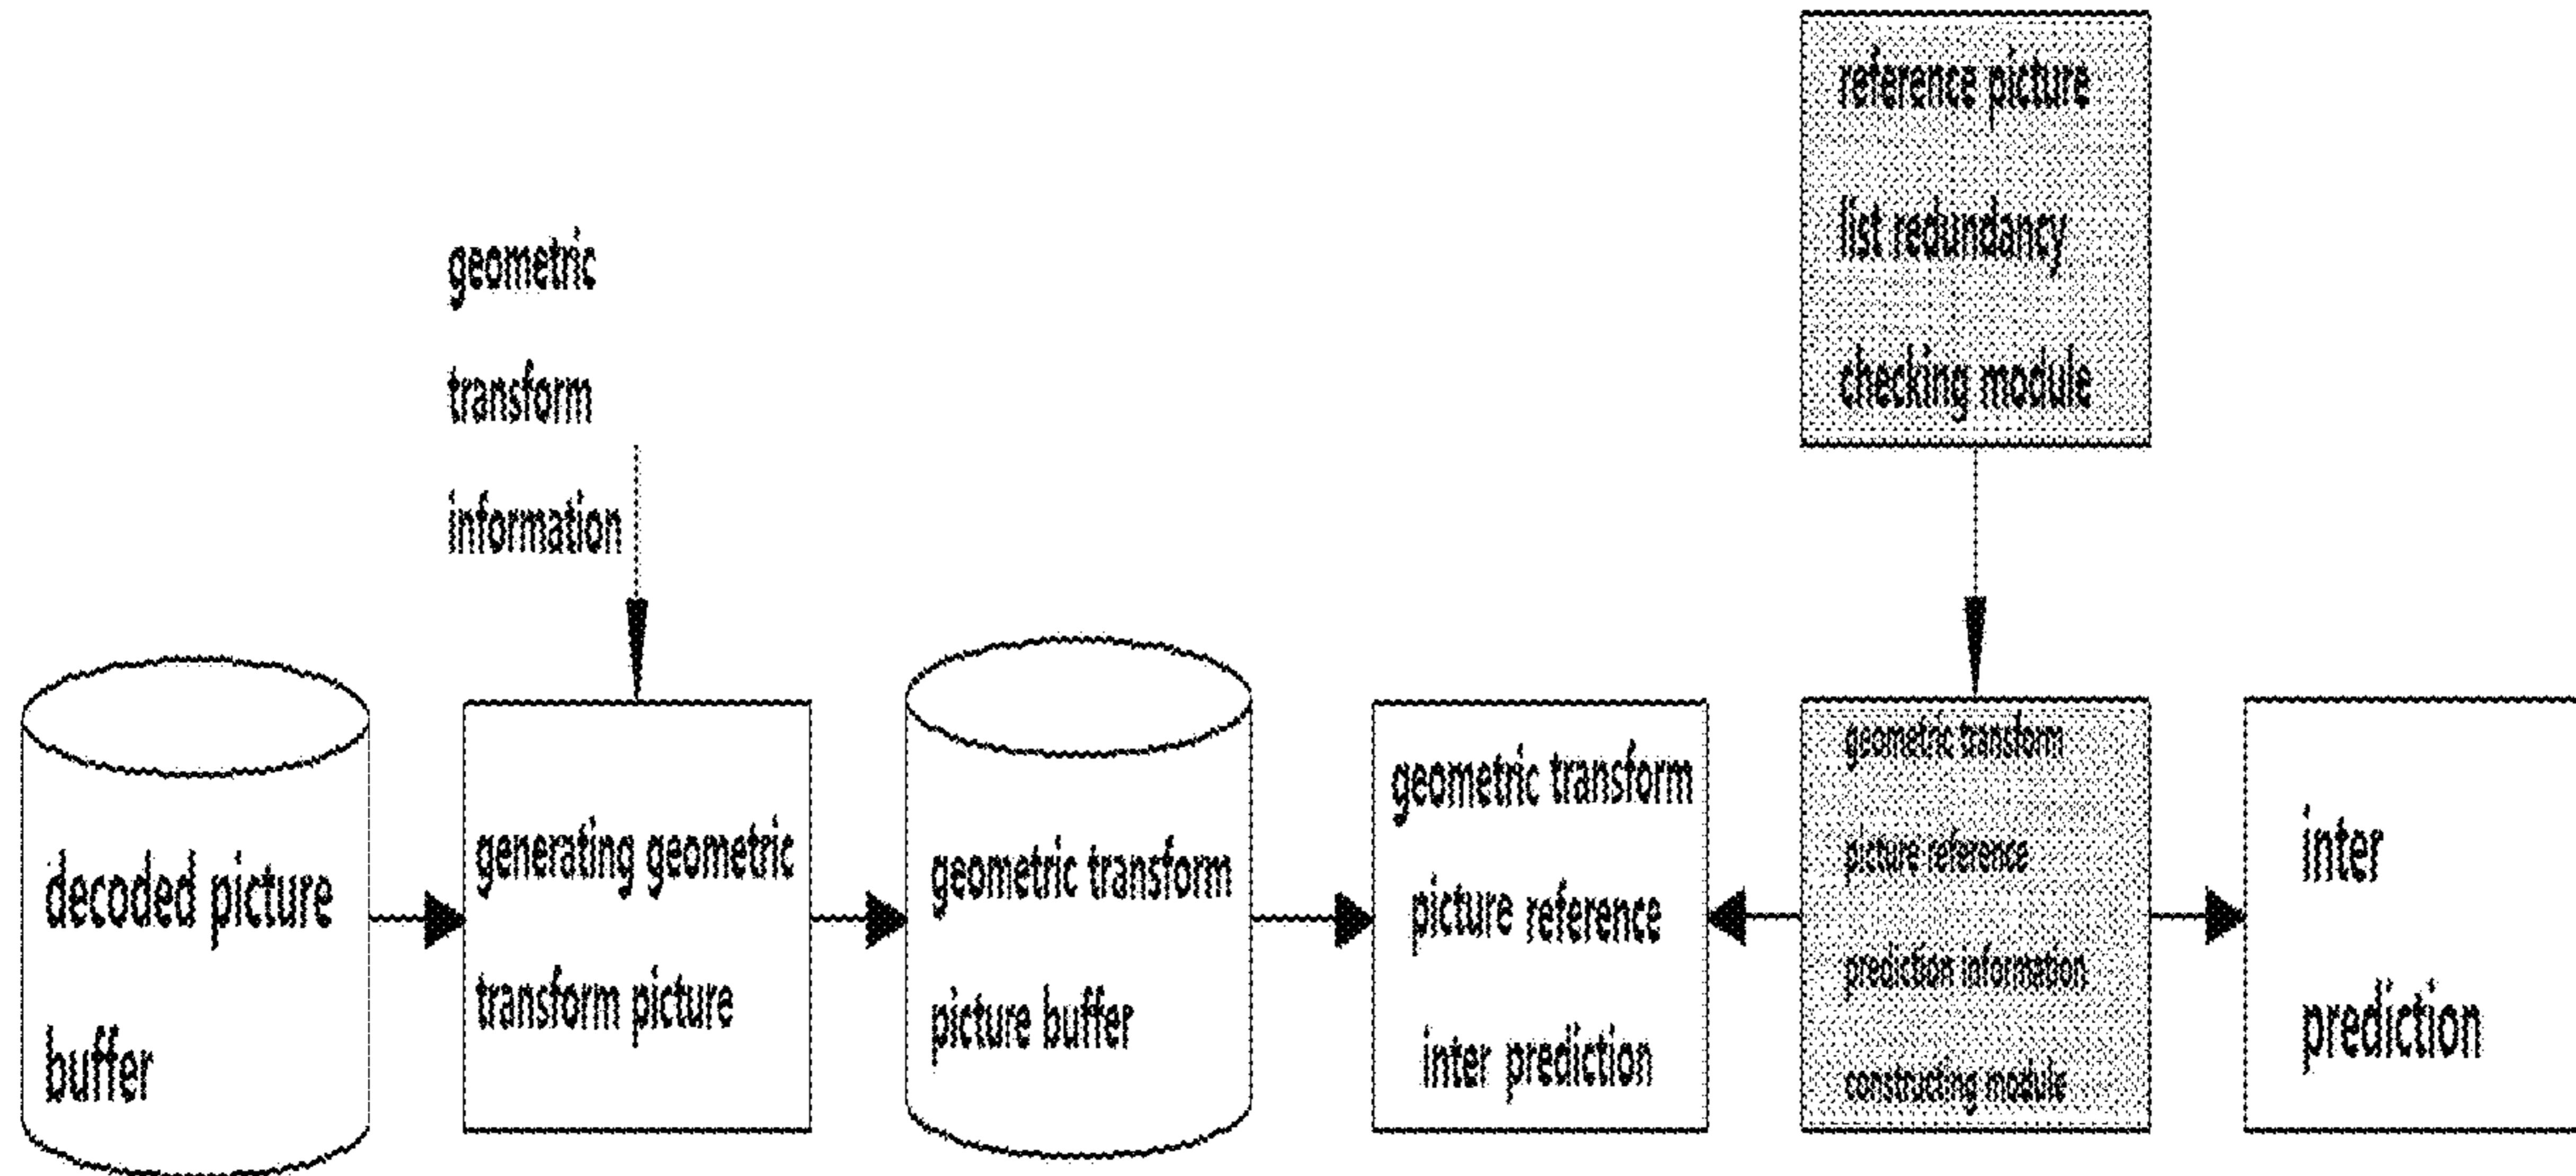 reference picture
list redundancy
checking module
geometric
transform
information
decoded picture
buffer
generating geometric
transform picture
geometric transform
picture buffer
geometric transform
picture reference
inter prediction
geometric transform
picture reference
prediction information
constructing module
inter
prediction